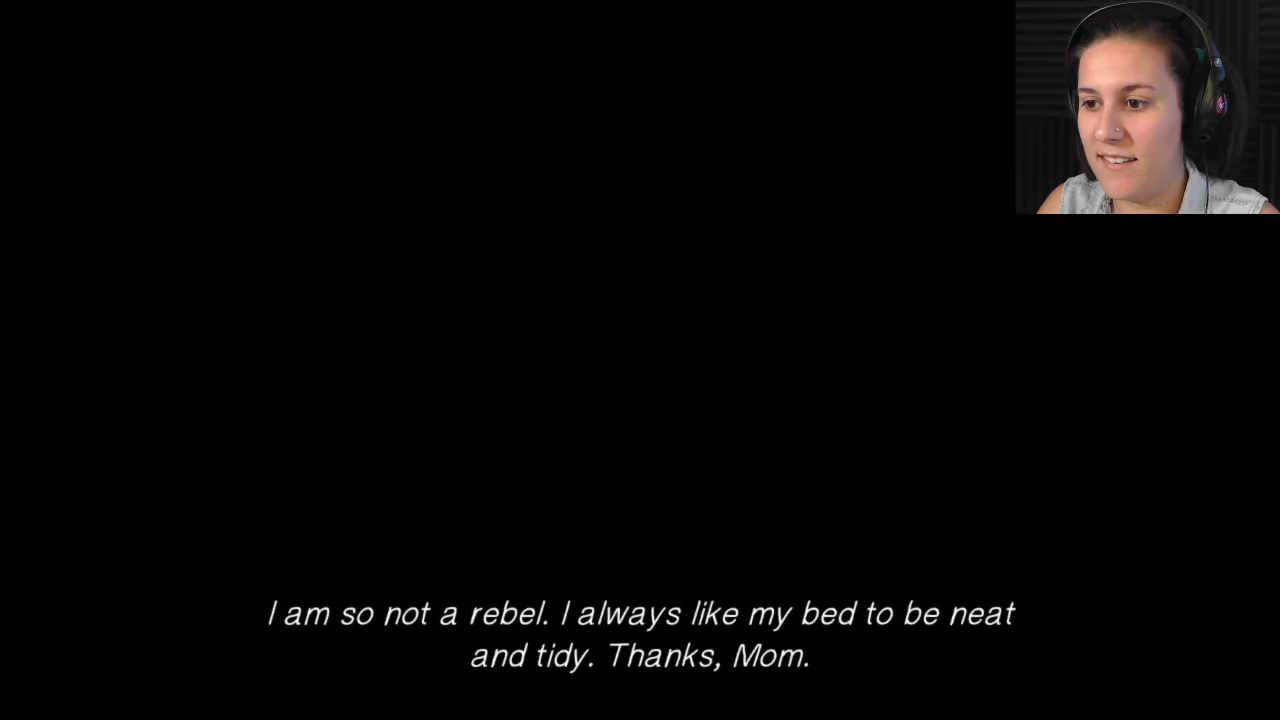 I am so not a rebel. I always like my bed to be neat
and tidy. Thanks, Mom.